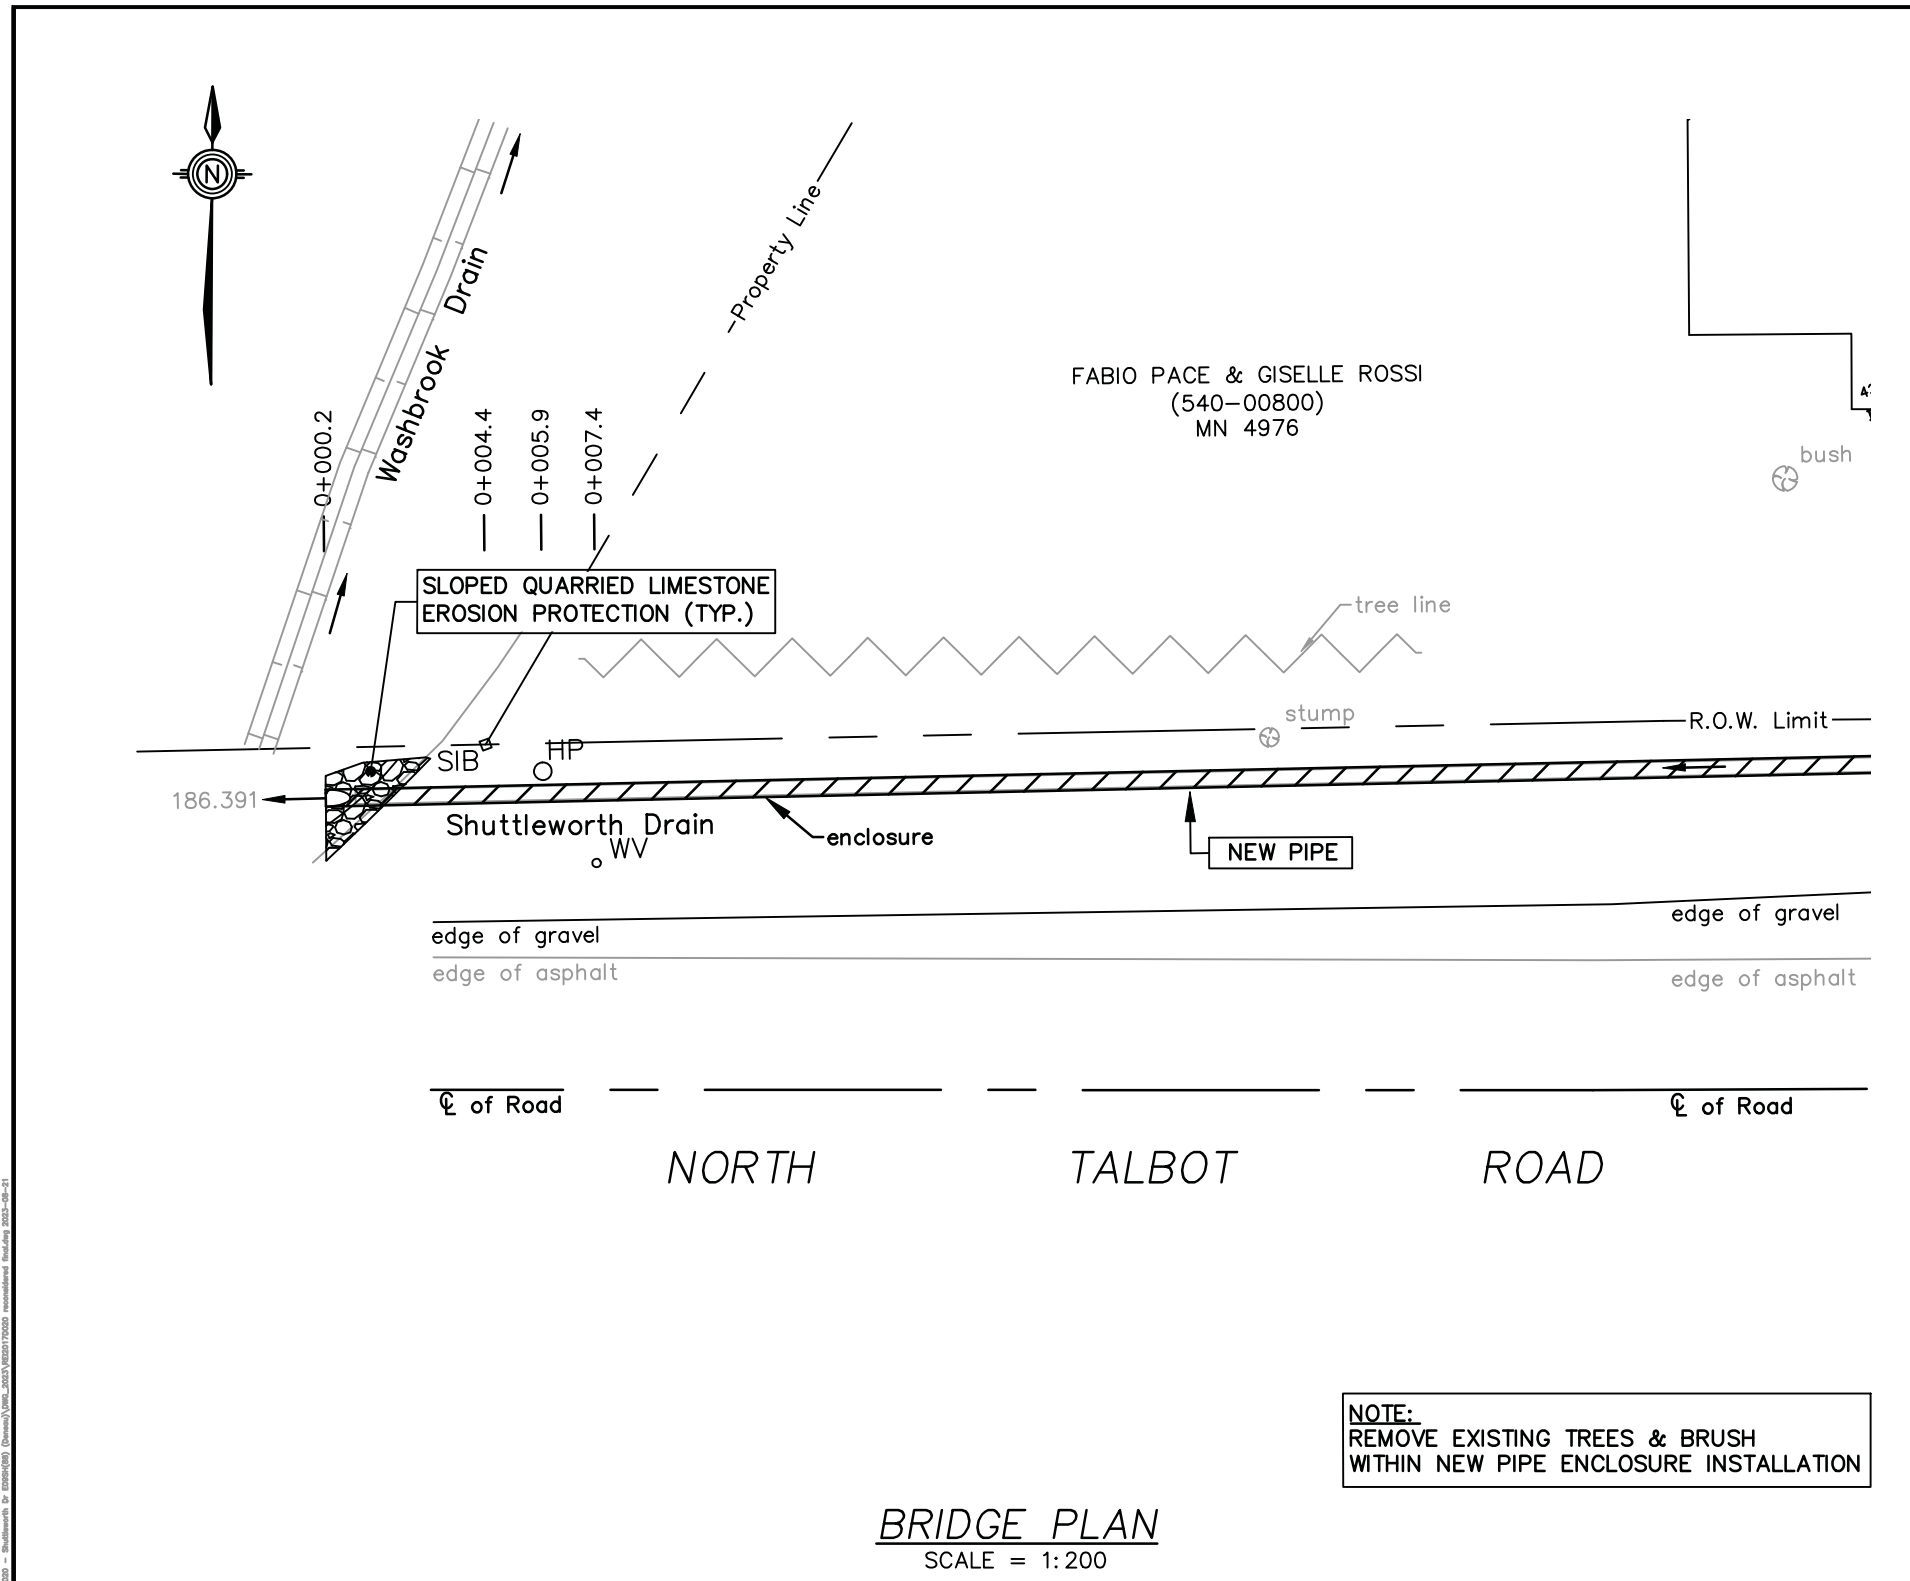 N
Washbrook Drain
Property Line
0+000.2
0+004.4
0+005.9
0+007.4
FABIO PACE & GISELLE ROSSI
(540-00800)
MN 4976
bush
SLOPED QUARRIED LIMESTONE
EROSION PROTECTION (TYP.)
tree line
stump
R.O.W. Limit
SIB
HP
186.391
Shuttleworth Drain
WV
enclosure
NEW PIPE
edge of gravel
edge of gravel
edge of asphalt
edge of asphalt
℄ of Road
℄ of Road
NORTH TALBOT ROAD
NOTE:
REMOVE EXISTING TREES & BRUSH
WITHIN NEW PIPE ENCLOSURE INSTALLATION
BRIDGE PLAN
SCALE = 1:200